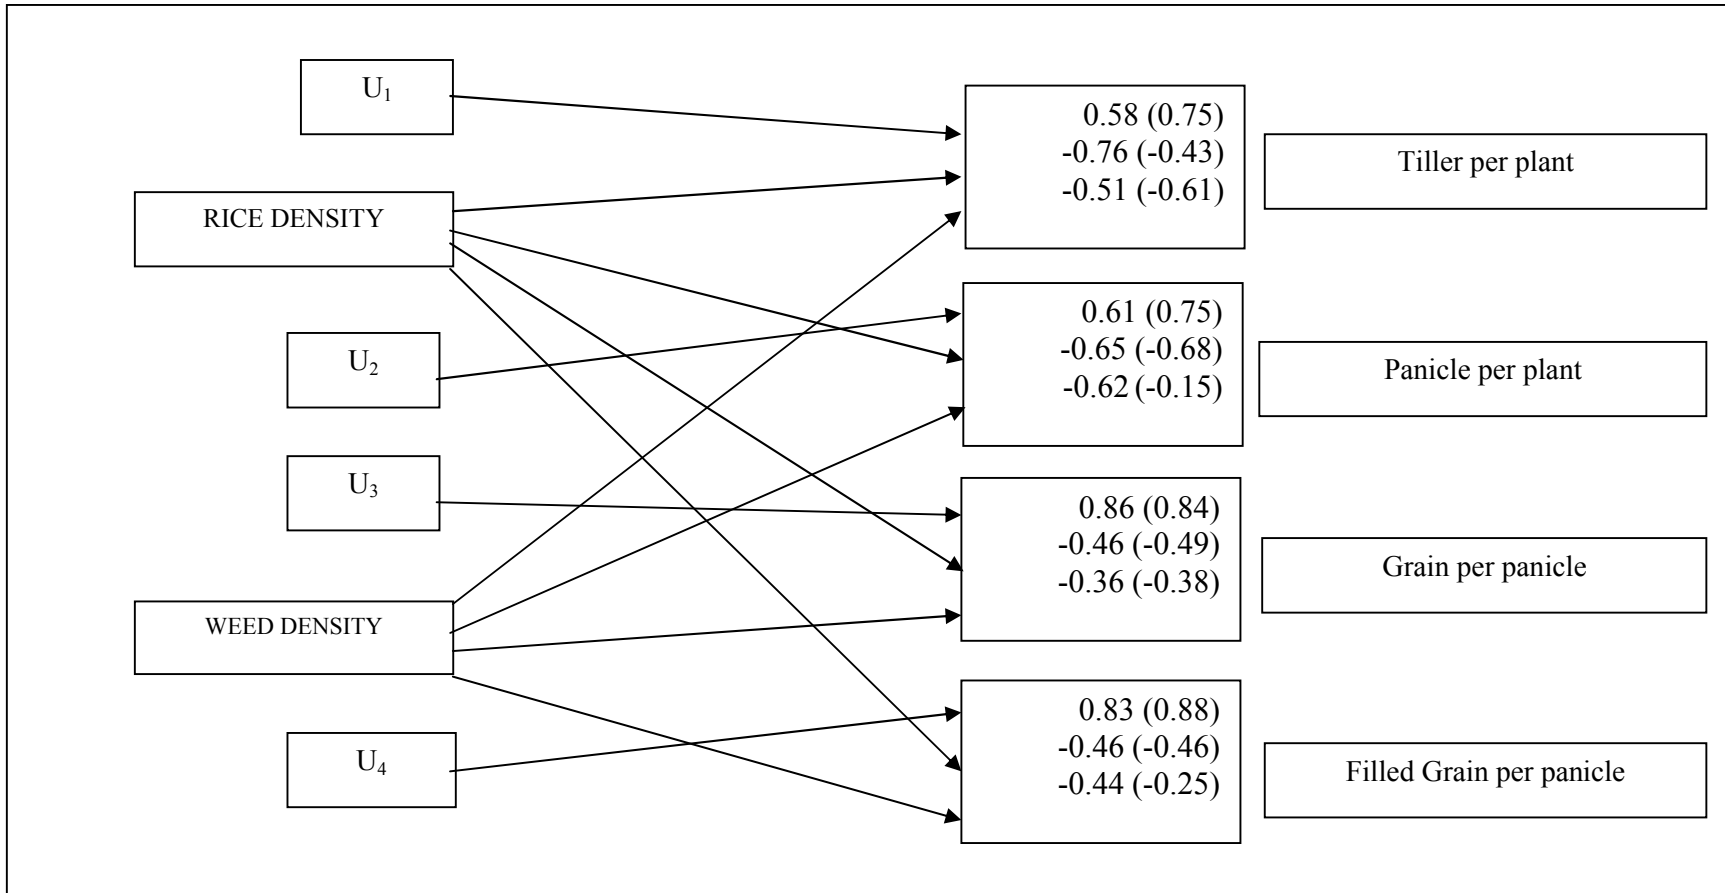 U₁
RICE DENSITY
U₂
U₃
WEED DENSITY
U₄
0.58 (0.75)
-0.76 (-0.43)
-0.51 (-0.61)
Tiller per plant
0.61 (0.75)
-0.65 (-0.68)
-0.62 (-0.15)
Panicle per plant
0.86 (0.84)
-0.46 (-0.49)
-0.36 (-0.38)
Grain per panicle
0.83 (0.88)
-0.46 (-0.46)
-0.44 (-0.25)
Filled Grain per panicle